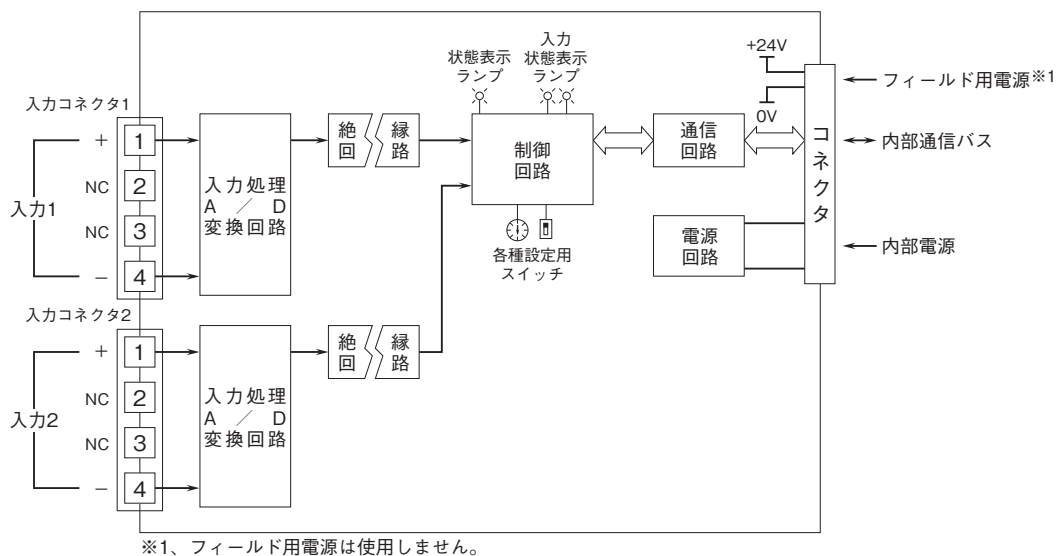 状態表示
ランプ
入力
状態表示
ランプ
+24V
0V
フィールド用電源※1
入力コネクタ1
+
1
NC
2
NC
3
−
4
入力1
入力処理
A ／ D
変換回路
絶
回
縁
路
制御
回路
通信
回路
コネクタ
内部通信バス
各種設定用
スイッチ
電源
回路
内部電源
入力コネクタ2
+
1
NC
2
NC
3
−
4
入力2
入力処理
A ／ D
変換回路
絶
回
縁
路
※1、フィールド用電源は使用しません。